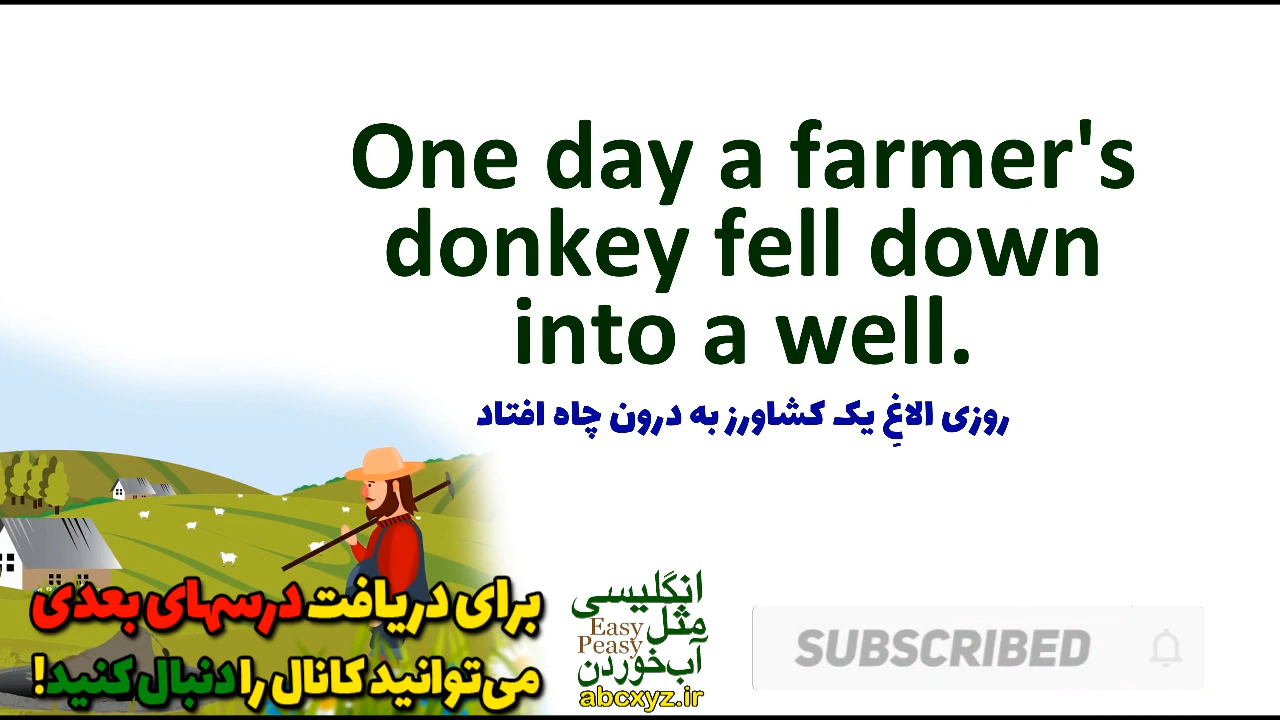 One day a farmer's
donkey fell down
into a well.
روزی الاغِ یک کشاورز به درون چاه افتاد
برای دریافت درسهای بعدی
می‌توانید کانال را دنبال کنید!
انگلیسی
مثل
Easy
Peasy
آب‌خوردن
abcxyz.ir
SUBSCRIBED